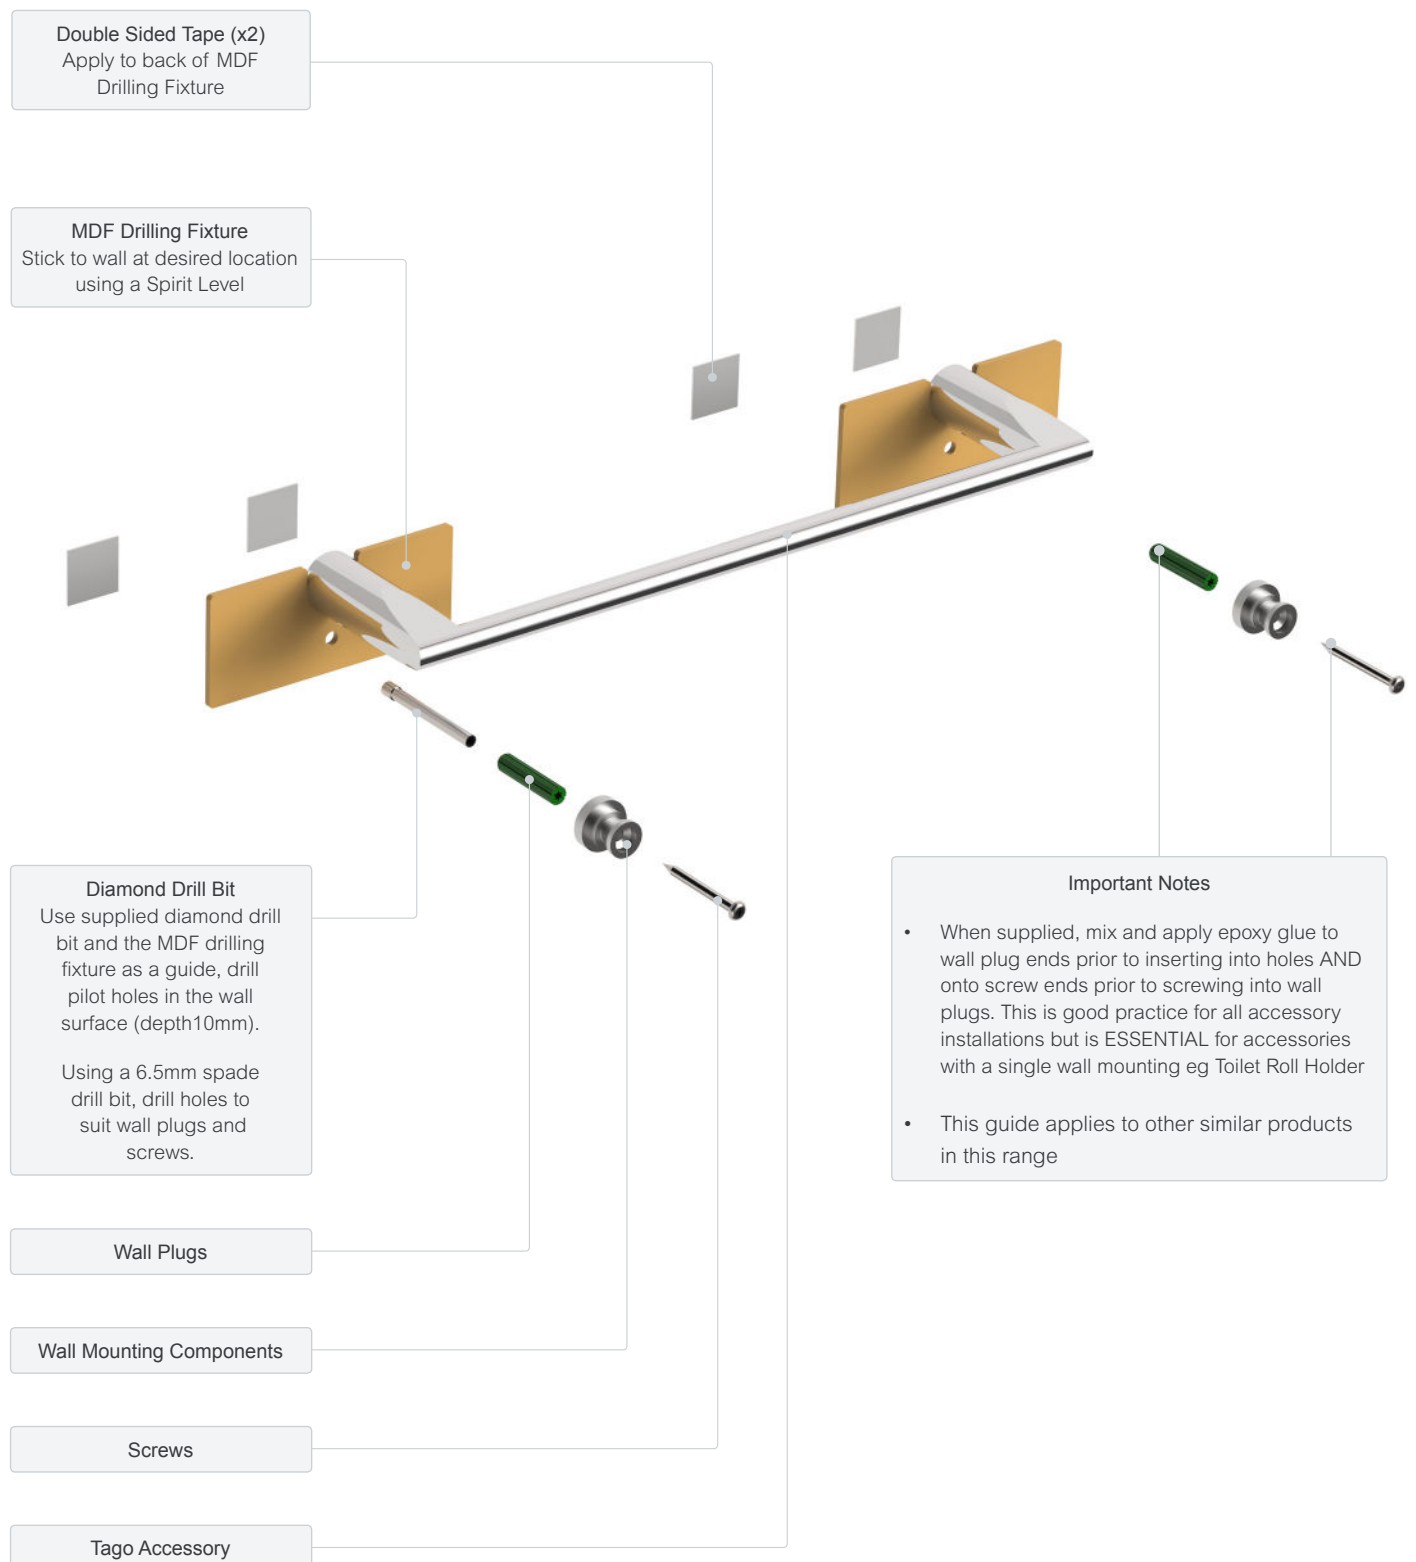 Double Sided Tape (x2)
Apply to back of MDF
Drilling Fixture
MDF Drilling Fixture
Stick to wall at desired location
using a Spirit Level
Diamond Drill Bit
Use supplied diamond drill
bit and the MDF drilling
fixture as a guide, drill
pilot holes in the wall
surface (depth10mm).
Using a 6.5mm spade
drill bit, drill holes to
suit wall plugs and
screws.
Wall Plugs
Wall Mounting Components
Screws
Tago Accessory
Important Notes
• When supplied, mix and apply epoxy glue to
wall plug ends prior to inserting into holes AND
onto screw ends prior to screwing into wall
plugs. This is good practice for all accessory
installations but is ESSENTIAL for accessories
with a single wall mounting eg Toilet Roll Holder
• This guide applies to other similar products
in this range